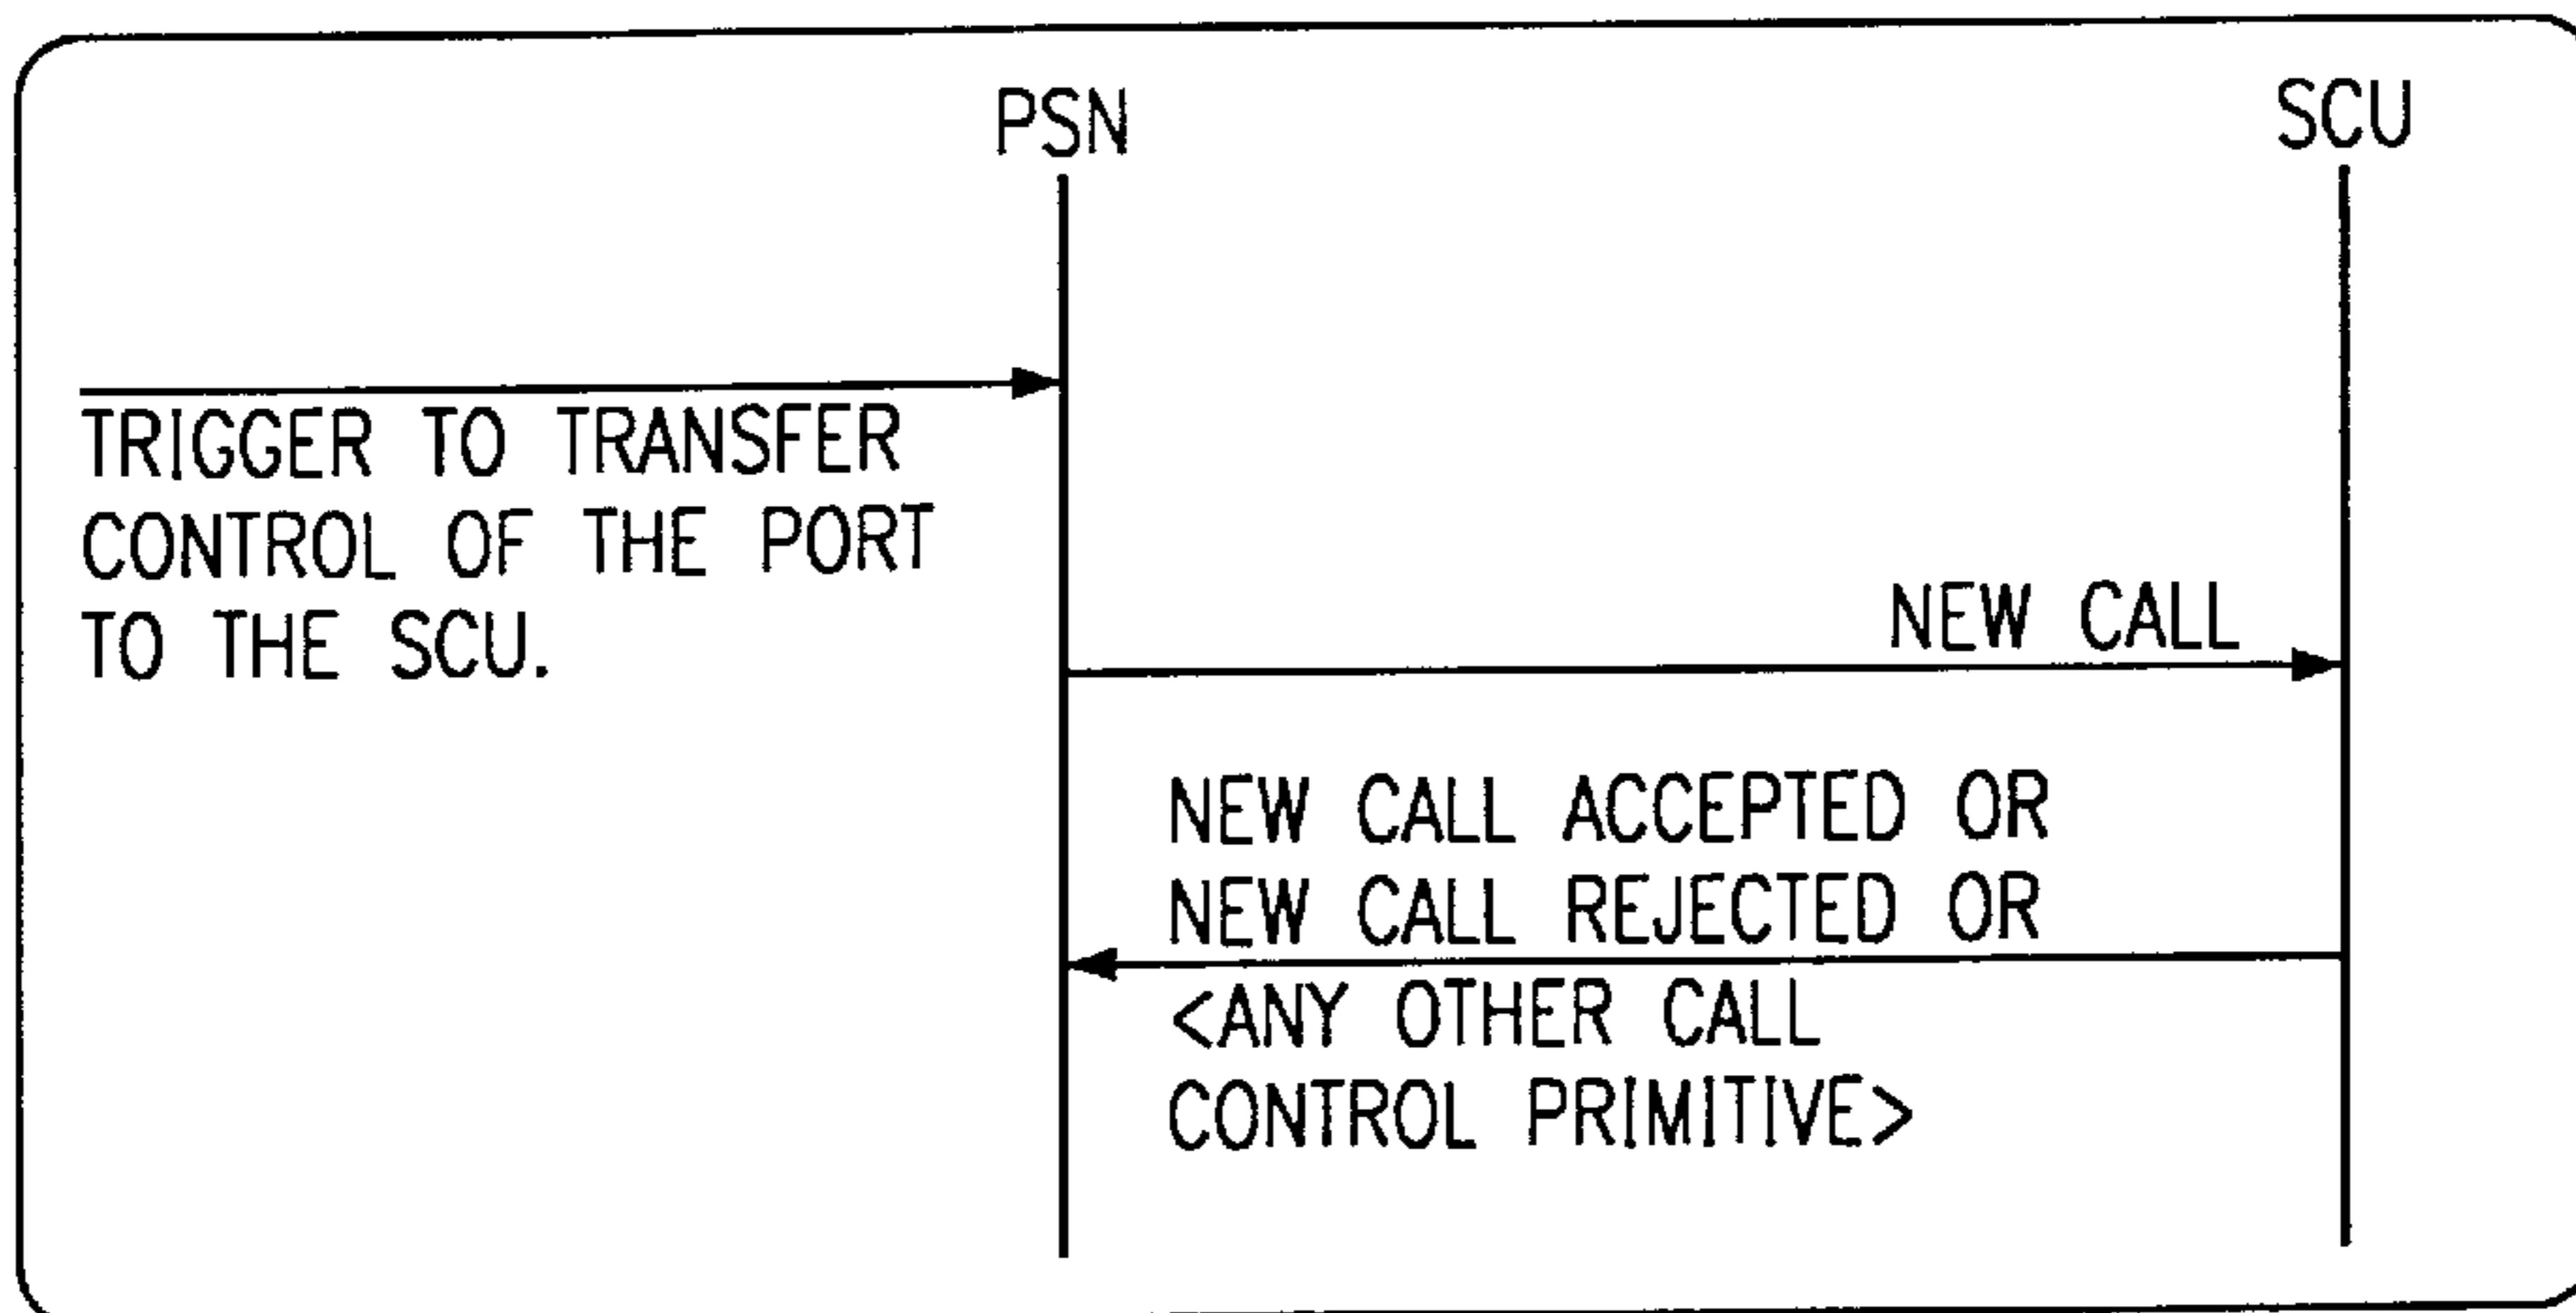 PSN
SCU
TRIGGER TO TRANSFER
CONTROL OF THE PORT
TO THE SCU.
NEW CALL
NEW CALL ACCEPTED OR
NEW CALL REJECTED OR
<ANY OTHER CALL
CONTROL PRIMITIVE>